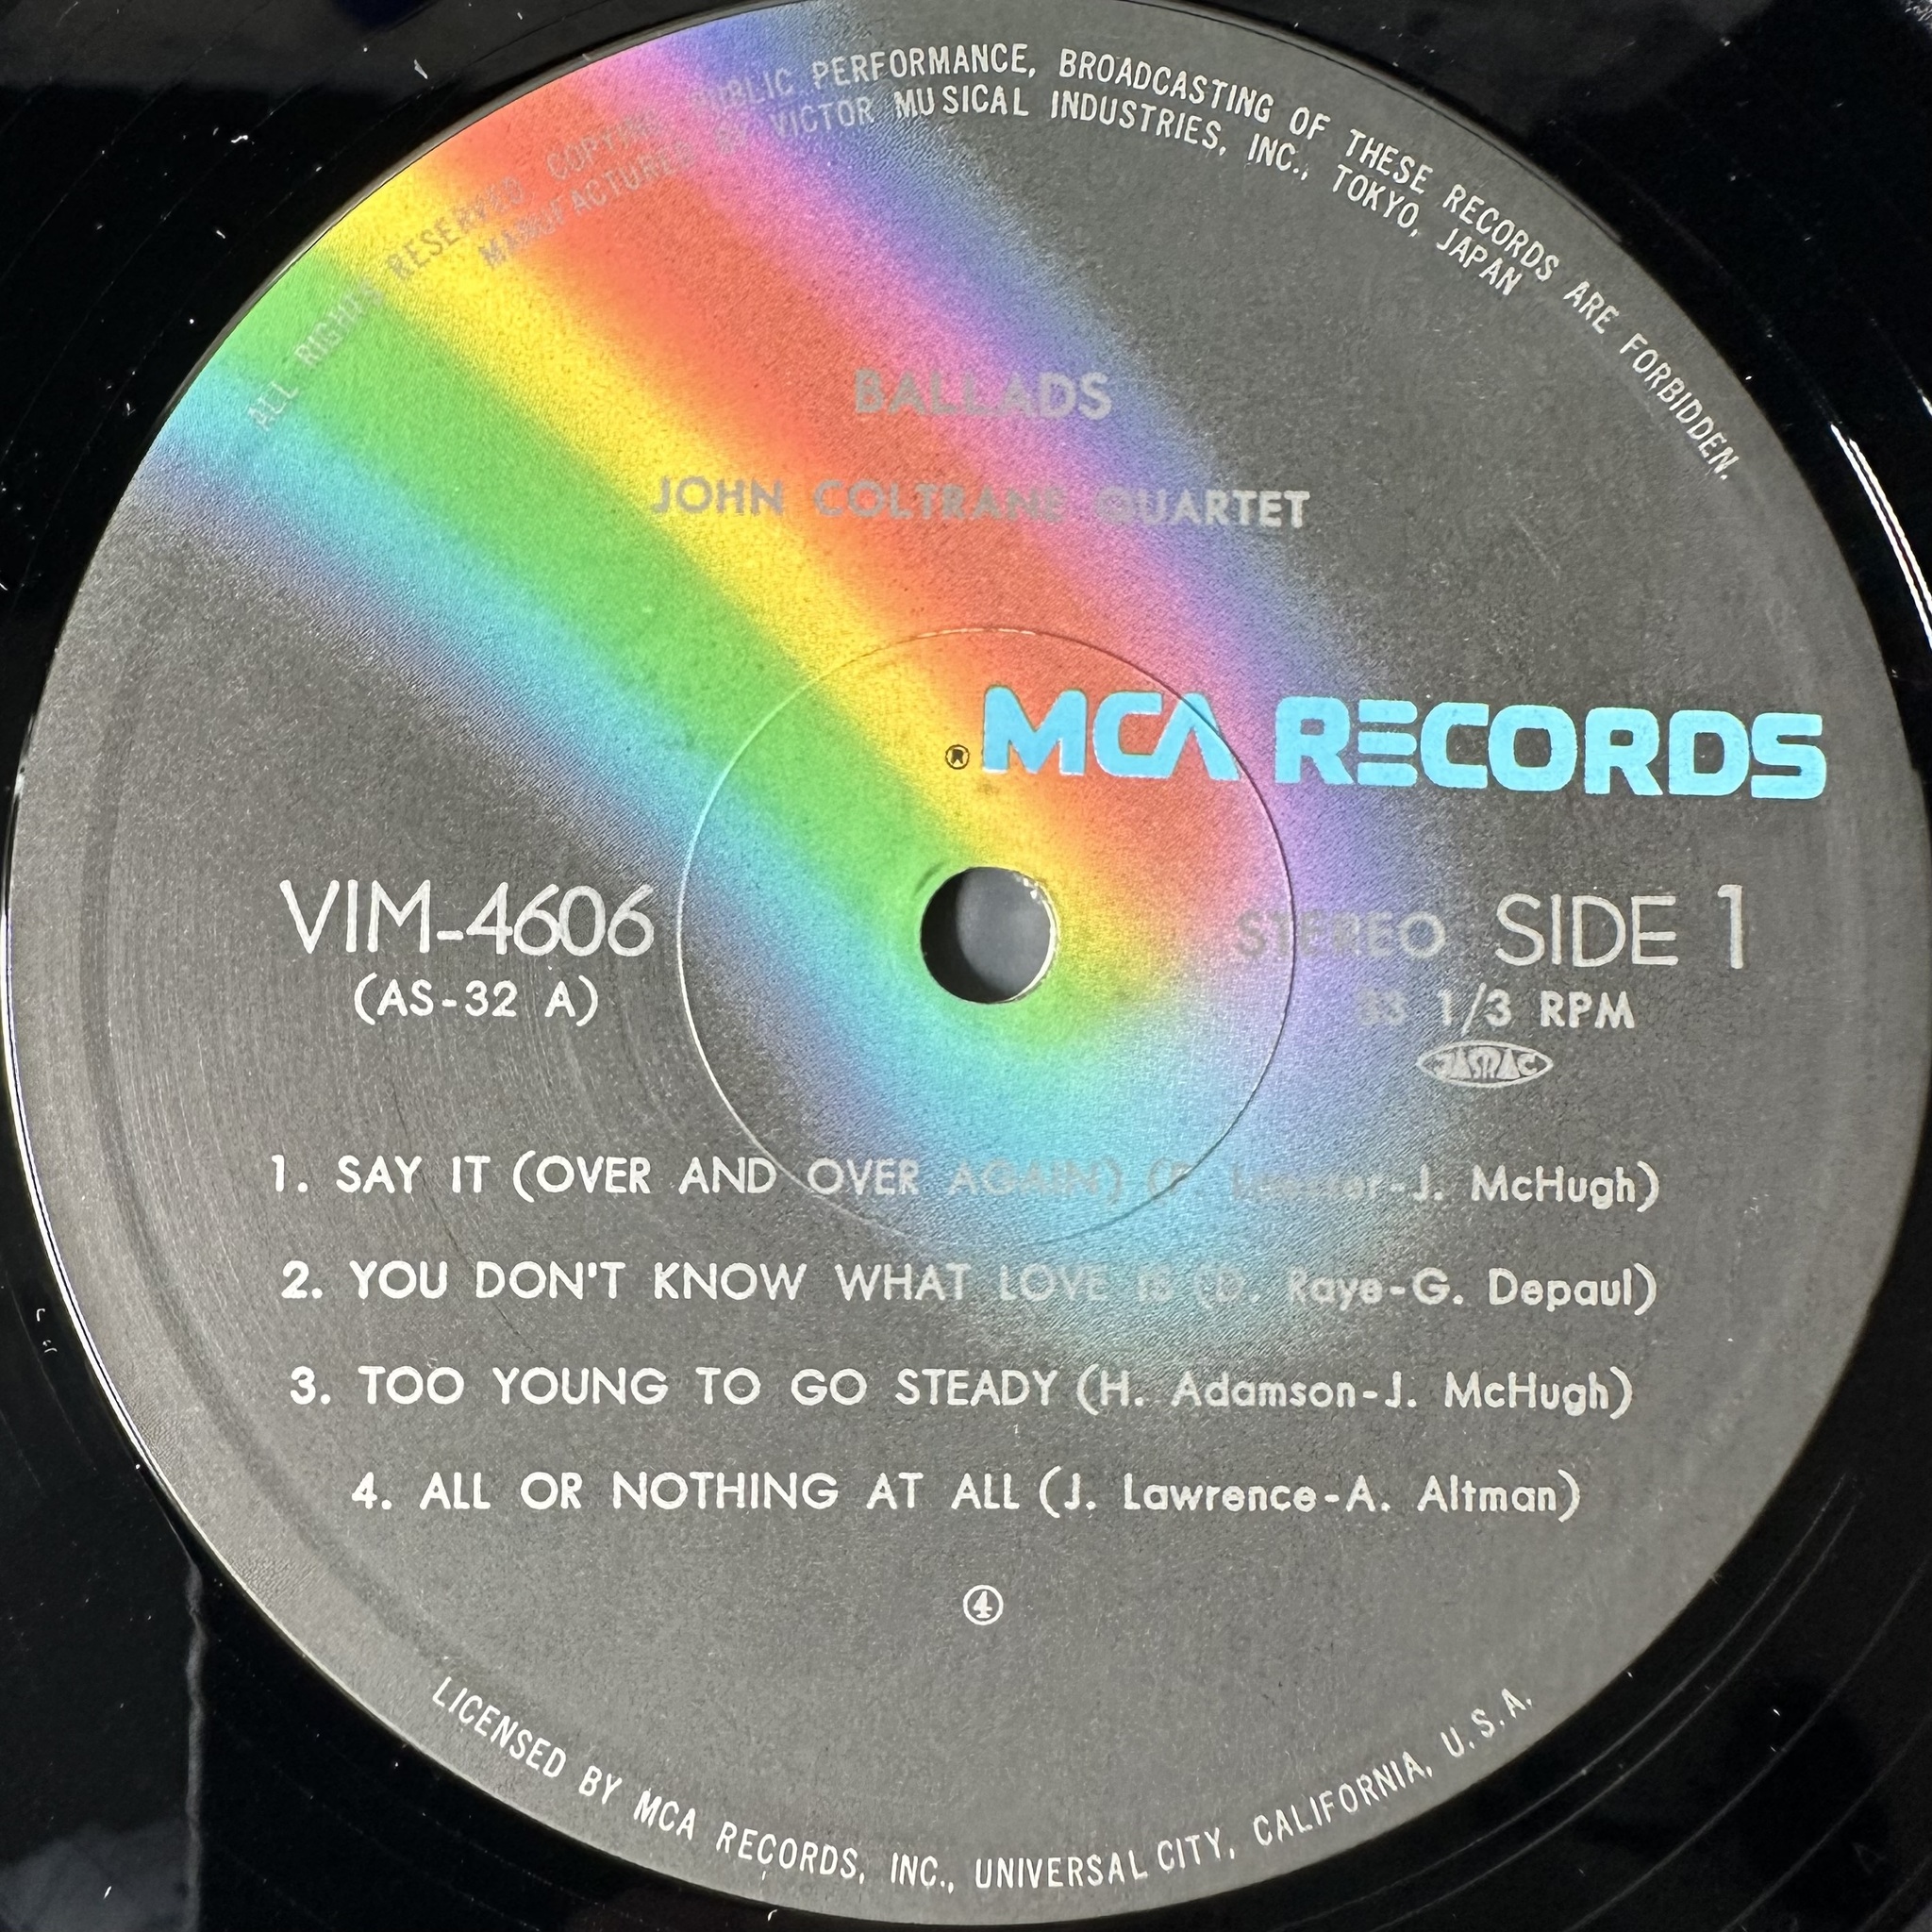 ALL RIGHTS RESERVED COPYING, PUBLIC PERFORMANCE, BROADCASTING OF THESE RECORDS ARE FORBIDDEN.
MANUFACTURED BY VICTOR MUSICAL INDUSTRIES, INC., TOKYO, JAPAN
BALLADS
JOHN COLTRANE QUARTET
® MCA RECORDS
VIM-4606
(AS-32 A)
STEREO SIDE 1
33 1/3 RPM
JASRAC
1. SAY IT (OVER AND OVER AGAIN) (F. Loesser-J. McHugh)
2. YOU DON'T KNOW WHAT LOVE IS (D. Raye-G. Depaul)
3. TOO YOUNG TO GO STEADY (H. Adamson-J. McHugh)
4. ALL OR NOTHING AT ALL (J. Lawrence-A. Altman)
④
LICENSED BY MCA RECORDS, INC., UNIVERSAL CITY, CALIFORNIA, U.S.A.